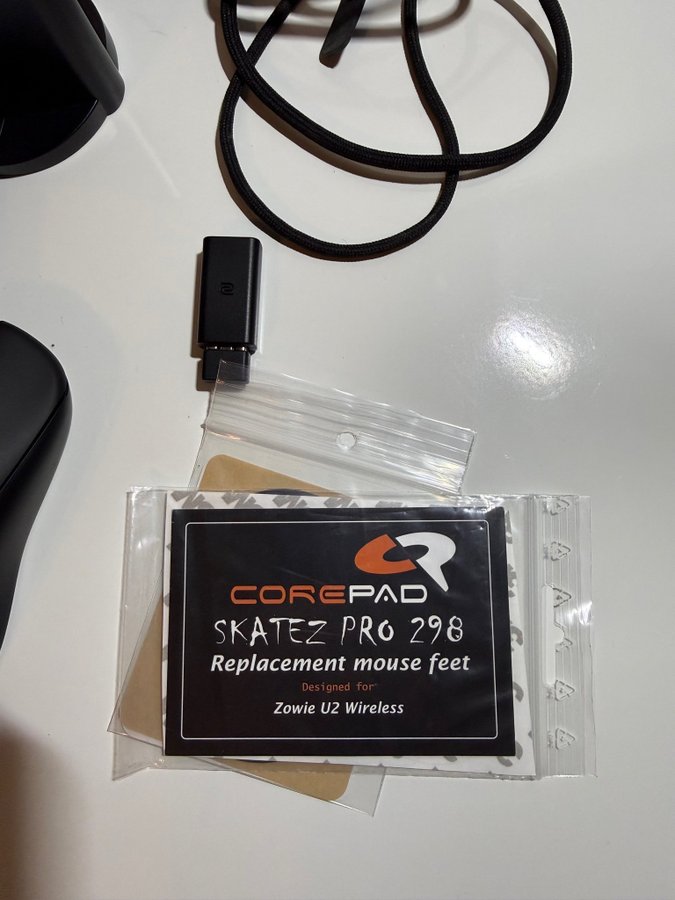 COREPAD
SKATEZ PRO 298
Replacement mouse feet
Designed for
Zowie U2 Wireless